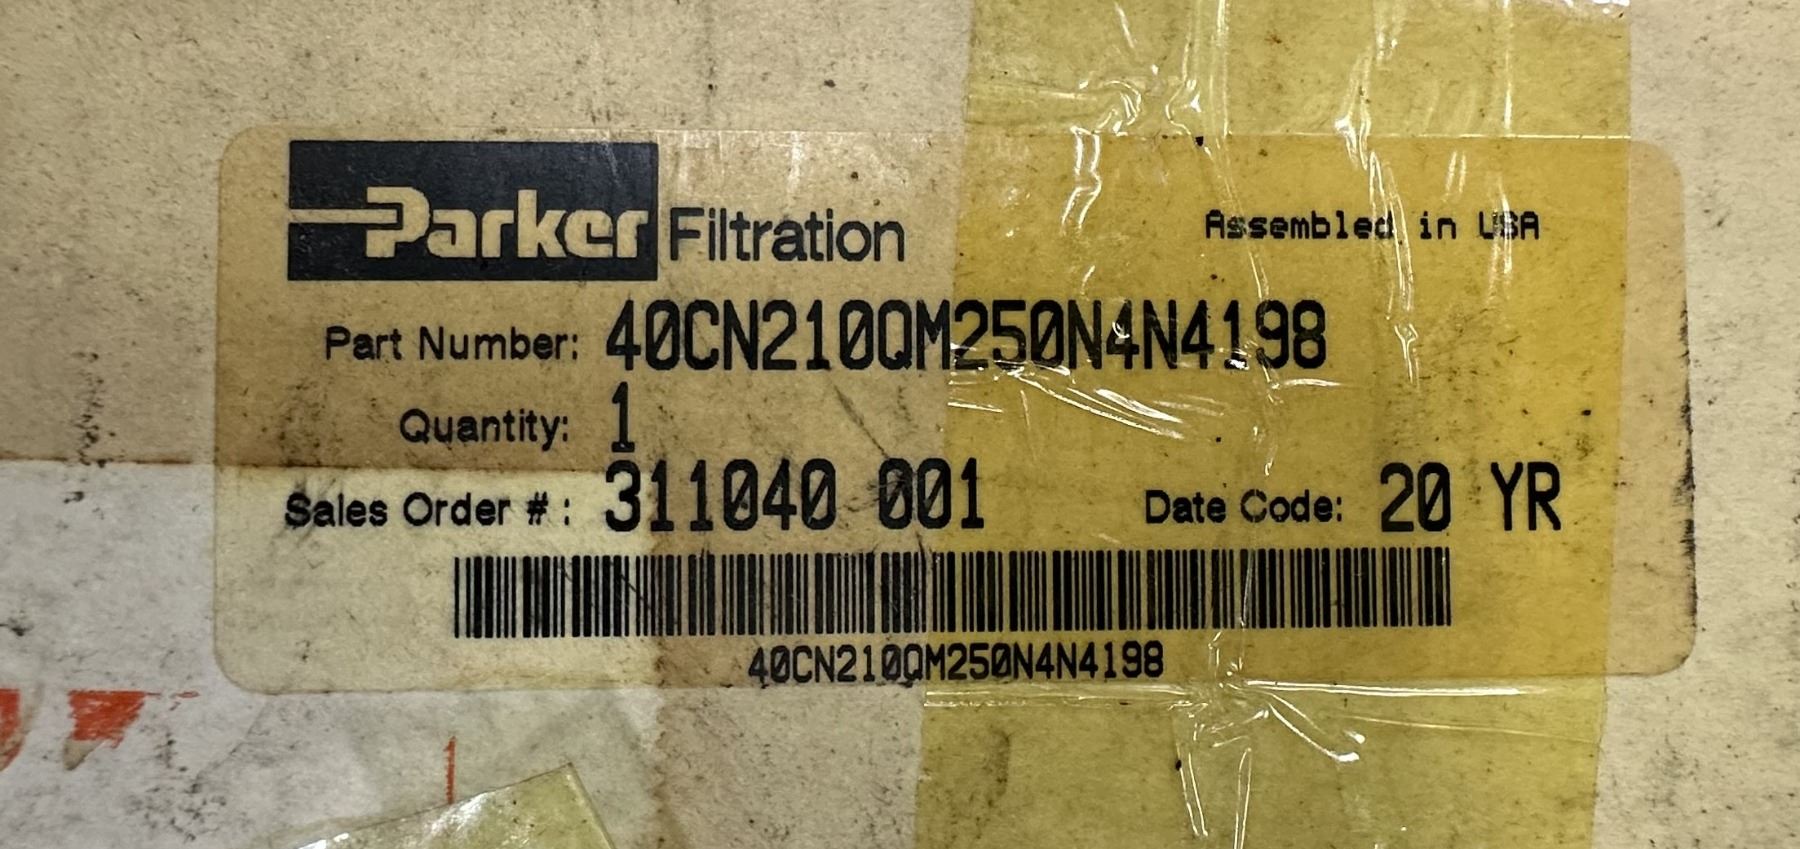 Parker Filtration
Assembled in USA
Part Number: 40CN210QM250N4N4198
Quantity: 1
Sales Order #: 311040 001 Date Code: 20 YR
40CN210QM250N4N4198